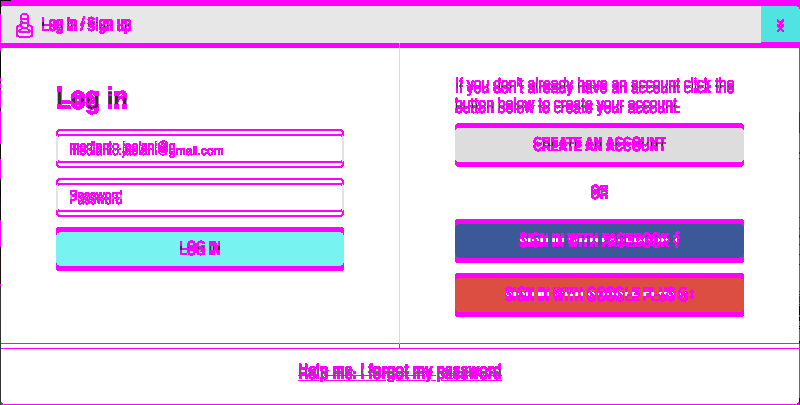 Log in / Sign up
x
Log in
@gmail.com
Password
LOG IN
If you don't already have an account click the
button below to create your account.
CREATE AN ACCOUNT
OR
SIGN IN WITH FACEBOOK f
SIGN IN WITH GOOGLE PLUS G+
Help me. I forgot my password